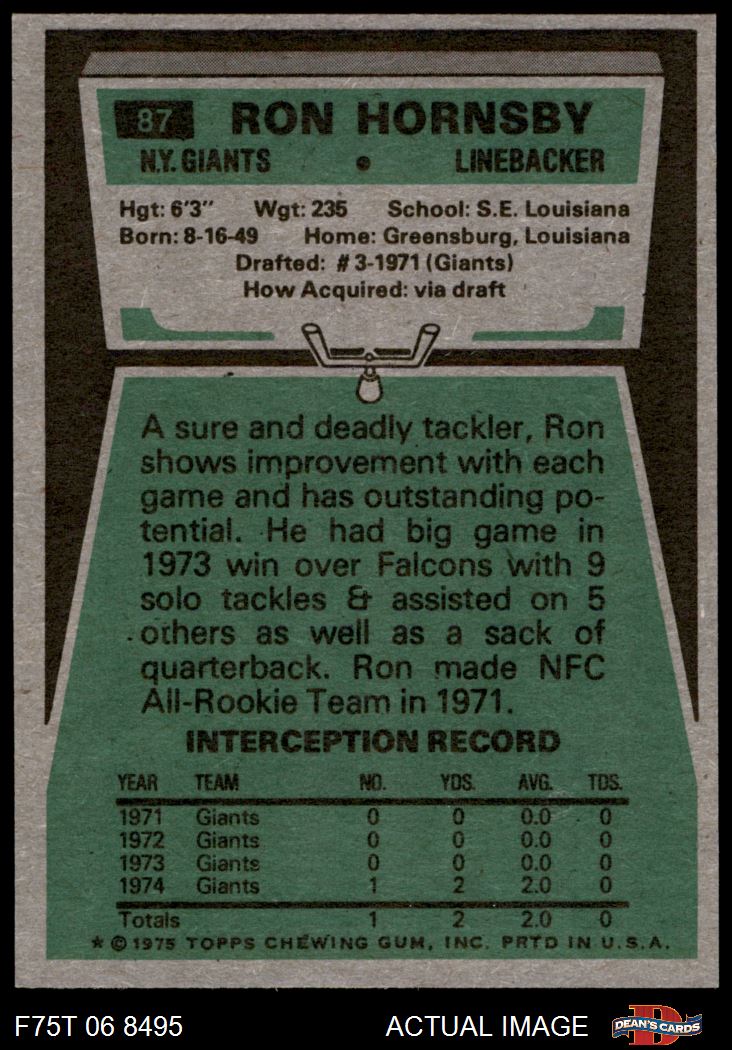 87 RON HORNSBY
N.Y. GIANTS • LINEBACKER
Hgt: 6'3" Wgt: 235 School: S.E. Louisiana
Born: 8-16-49 Home: Greensburg, Louisiana
Drafted: #3-1971 (Giants)
How Acquired: via draft
A sure and deadly tackler, Ron
shows improvement with each
game and has outstanding po-
tential. He had big game in
1973 win over Falcons with 9
solo tackles & assisted on 5
others as well as a sack of
quarterback. Ron made NFC
All-Rookie Team in 1971.
INTERCEPTION RECORD
YEAR TEAM NO. YDS. AVG. TDS.
1971 Giants 0 0 0.0 0
1972 Giants 0 0 0.0 0
1973 Giants 0 0 0.0 0
1974 Giants 1 2 2.0 0
Totals 1 2 2.0 0
* © 1975 TOPPS CHEWING GUM, INC. PRTD IN U.S.A.
F75T 06 8495 ACTUAL IMAGE D DEAN'S CARDS